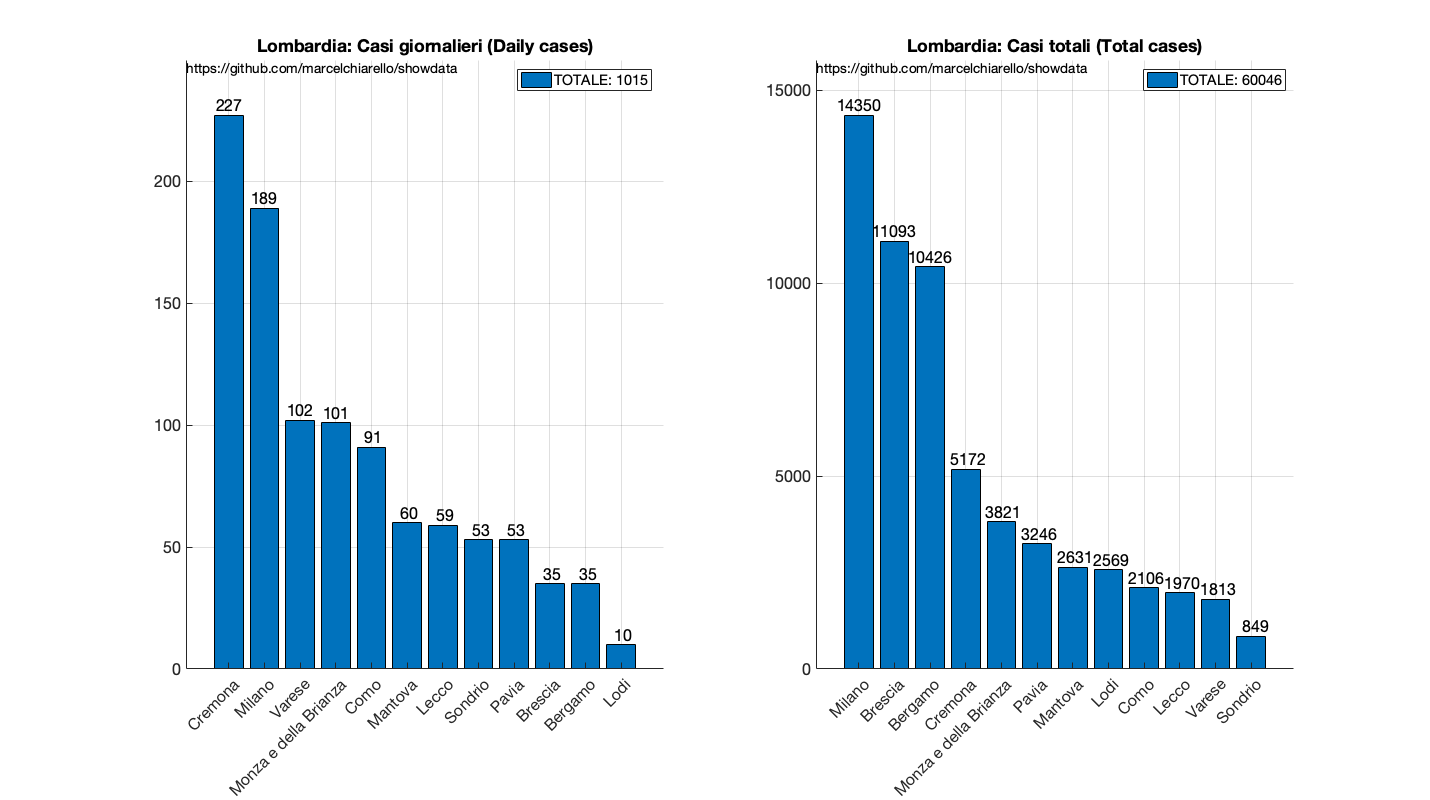 Lombardia: Casi giornalieri (Daily cases)
https://github.com/marcelchiarello/showdata
TOTALE: 1015
227
189
102
101
91
60
59
53
53
35
35
10
200
150
100
50
0
Cremona
Milano
Varese
Monza e della Brianza
Como
Mantova
Lecco
Sondrio
Pavia
Brescia
Bergamo
Lodi
Lombardia: Casi totali (Total cases)
https://github.com/marcelchiarello/showdata
TOTALE: 60046
14350
11093
10426
5172
3821
3246
2631
2569
2106
1970
1813
849
15000
10000
5000
0
Milano
Brescia
Bergamo
Cremona
Monza e della Brianza
Pavia
Mantova
Lodi
Como
Lecco
Varese
Sondrio